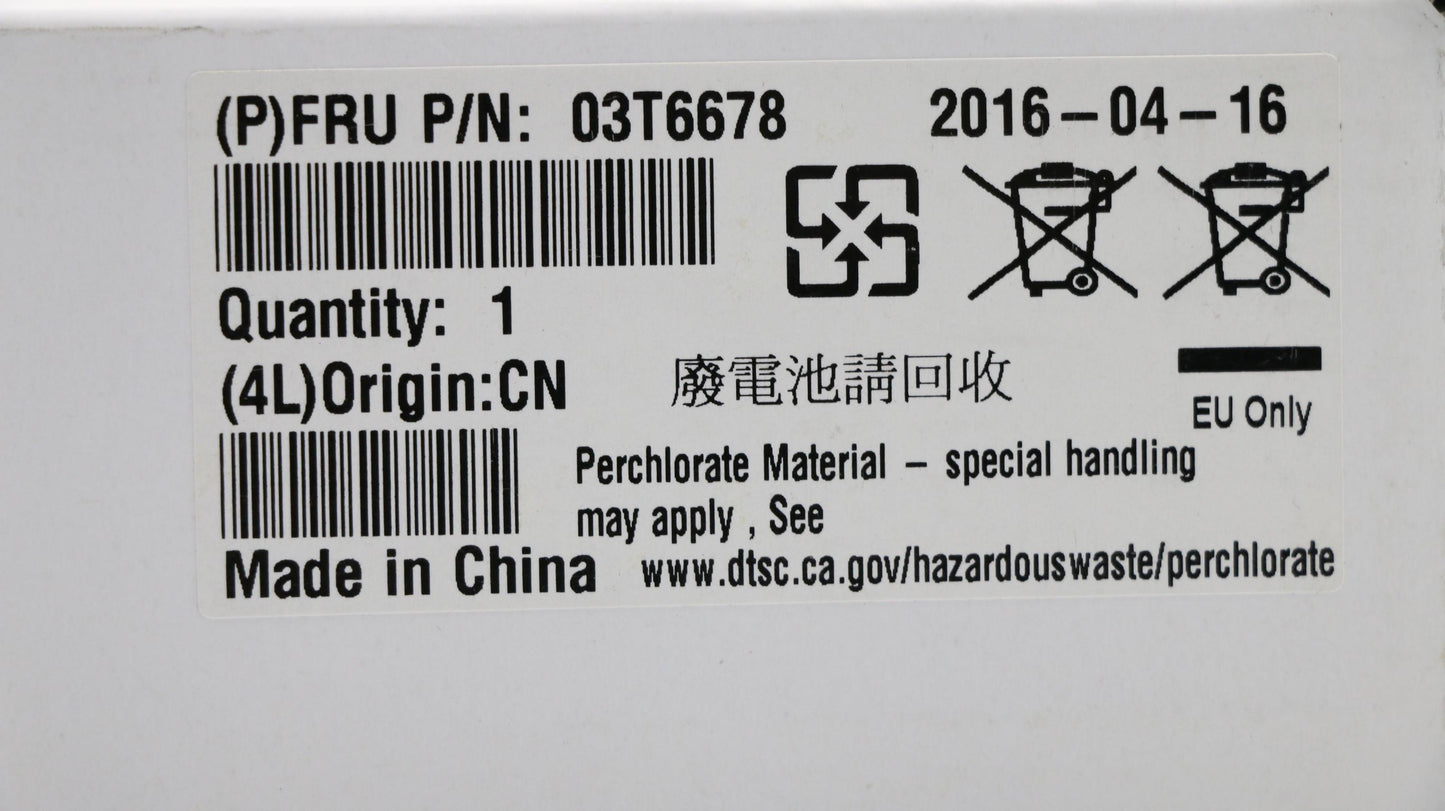 (P)FRU P/N: 03T6678
2016-04-16
Quantity: 1
(4L)Origin:CN
廢電池請回收
EU Only
Perchlorate Material - special handling
may apply , See
www.dtsc.ca.gov/hazardouswaste/perchlorate
Made in China